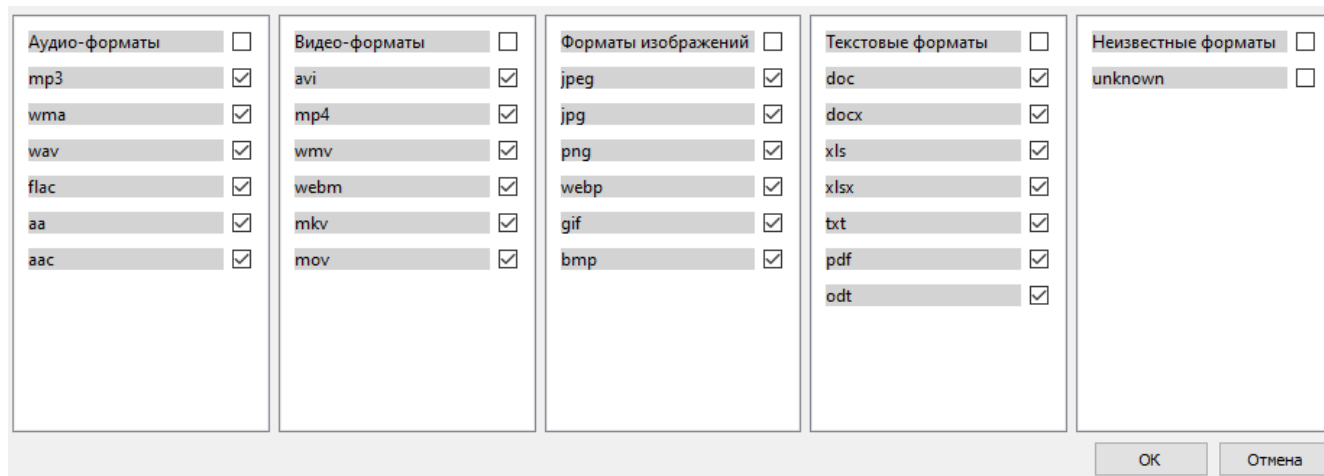 Аудио-форматы
mp3
wma
wav
flac
aa
aac
Видео-форматы
avi
mp4
wmv
webm
mkv
mov
Форматы изображений
jpeg
jpg
png
webp
gif
bmp
Текстовые форматы
doc
docx
xls
xlsx
txt
pdf
odt
Неизвестные форматы
unknown
ОК
Отмена